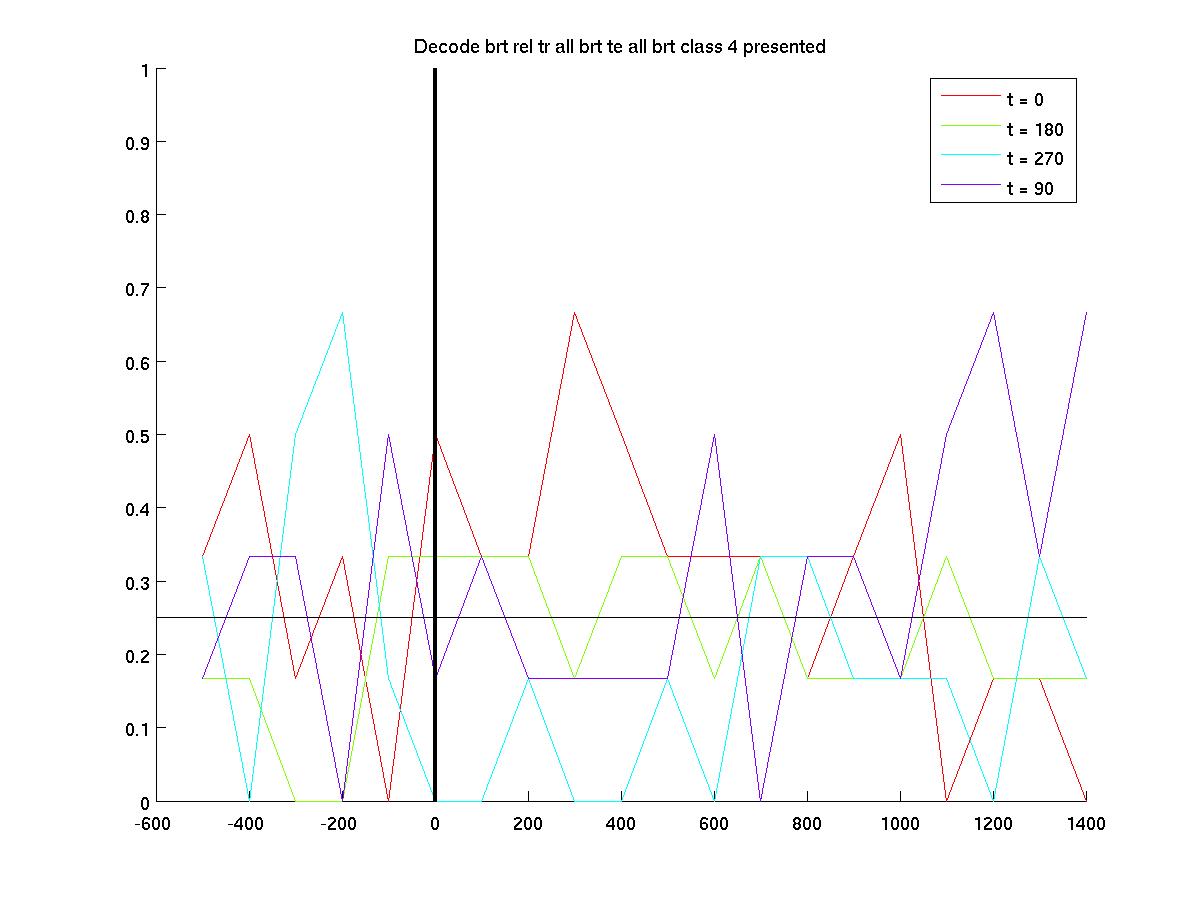 Decode brt rel tr all brt te all brt class 4 presented
1
0.9
0.8
0.7
0.6
0.5
0.4
0.3
0.2
0.1
0
-600 -400 -200 0 200 400 600 800 1000 1200 1400
t = 0
t = 180
t = 270
t = 90